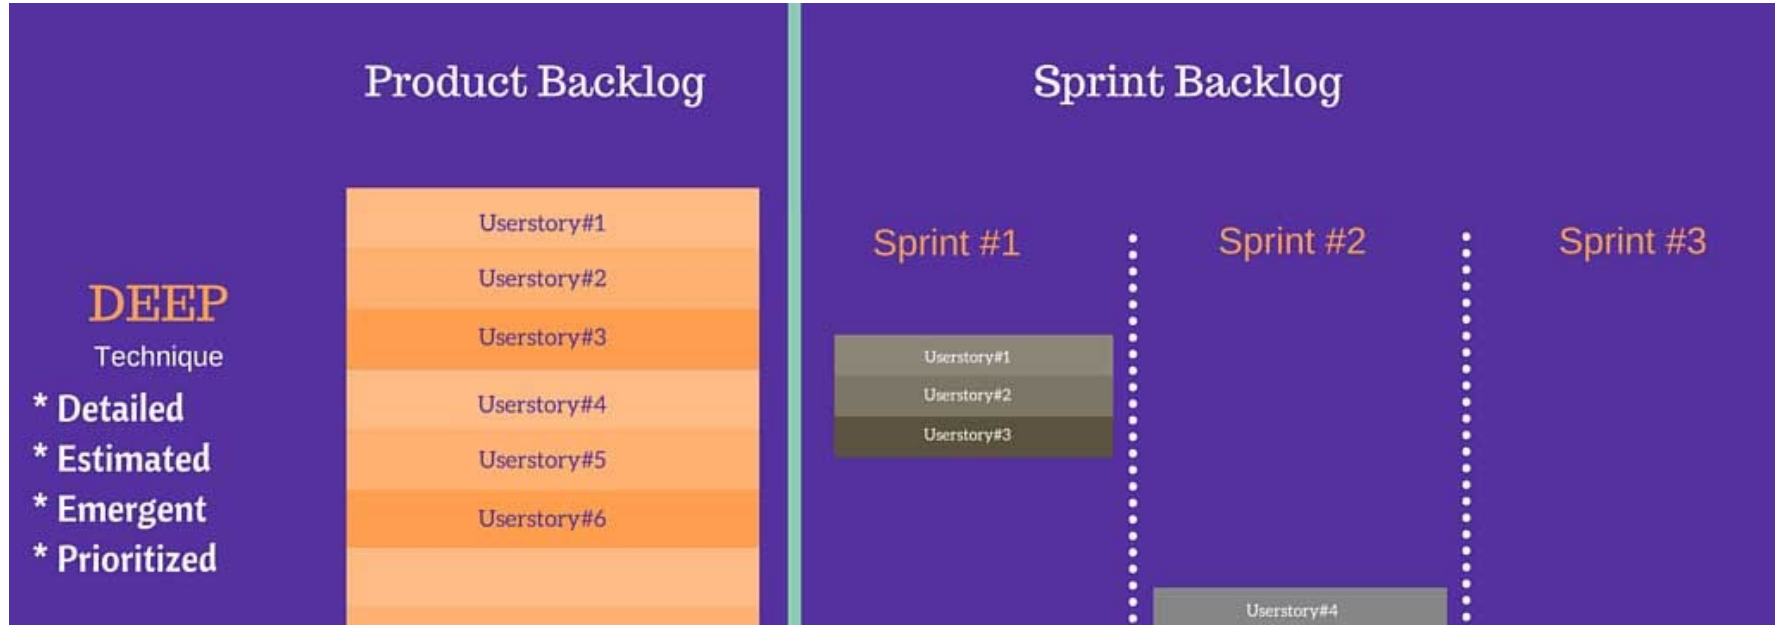 Product Backlog
DEEP
Technique
* Detailed
* Estimated
* Emergent
* Prioritized
Userstory#1
Userstory#2
Userstory#3
Userstory#4
Userstory#5
Userstory#6
Sprint Backlog
Sprint #1
Userstory#1
Userstory#2
Userstory#3
Sprint #2
Userstory#4
Sprint #3